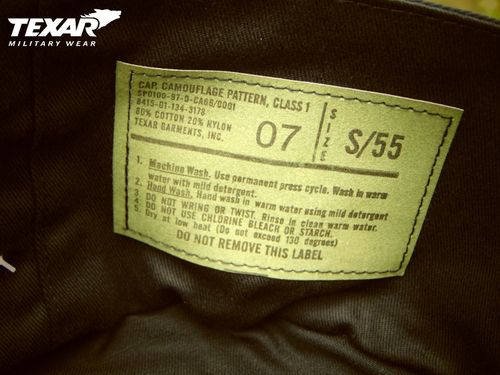 TEXAR
MILITARY WEAR
CAP, CAMOUFLAGE PATTERN, CLASS 1
SP0100-97-D-CA08/0001
8415-01-134-3178
80% COTTON 20% NYLON
TEXAR GARMENTS, INC.
07
SIZE
S/55
1. Machine Wash. Use permanent press cycle. Wash in warm
water with mild detergent.
2. Hand Wash. Hand wash in warm water using mild detergent
3. DO NOT WRING OR TWIST. Rinse in clean warm water.
4. DO NOT USE CHLORINE BLEACH OR STARCH.
5. Dry at low heat (Do not exceed 130 degrees)
DO NOT REMOVE THIS LABEL